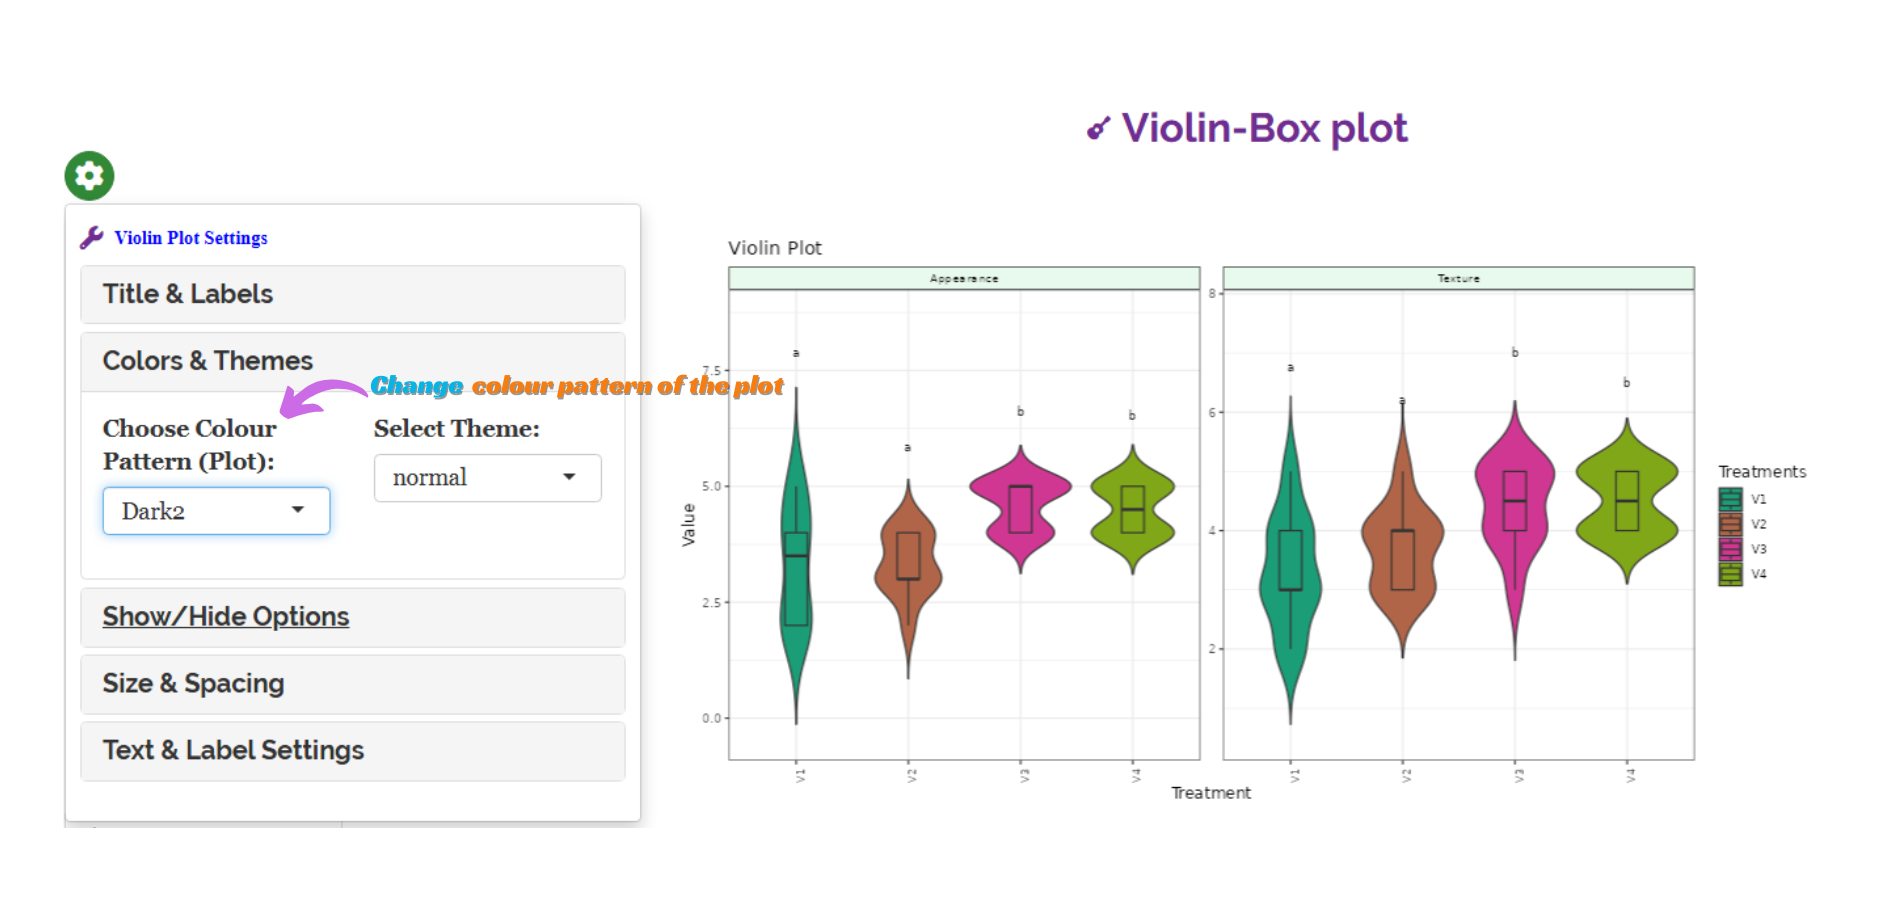 Violin-Box plot
Violin Plot Settings
Title & Labels
Colors & Themes
Change colour pattern of the plot
Choose Colour
Pattern (Plot):
Select Theme:
Dark2
normal
Show/Hide Options
Size & Spacing
Text & Label Settings
Violin Plot
Appearance
Texture
Value
7.5
5.0
2.5
0.0
a
a
b
b
8
6
4
2
a
a
b
b
V1
V2
V3
V4
V1
V2
V3
V4
Treatment
Treatments
V1
V2
V3
V4